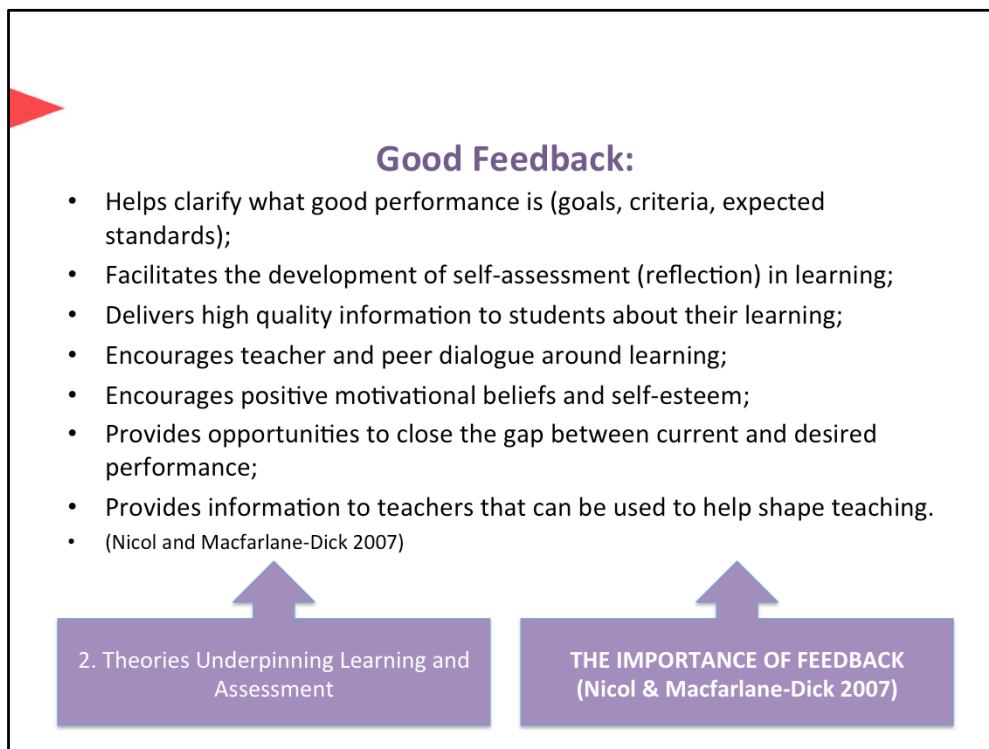 Good Feedback:
• Helps clarify what good performance is (goals, criteria, expected
standards);
• Facilitates the development of self-assessment (reflection) in learning;
• Delivers high quality information to students about their learning;
• Encourages teacher and peer dialogue around learning;
• Encourages positive motivational beliefs and self-esteem;
• Provides opportunities to close the gap between current and desired
performance;
• Provides information to teachers that can be used to help shape teaching.
• (Nicol and Macfarlane-Dick 2007)
2. Theories Underpinning Learning and
Assessment
THE IMPORTANCE OF FEEDBACK
(Nicol & Macfarlane-Dick 2007)